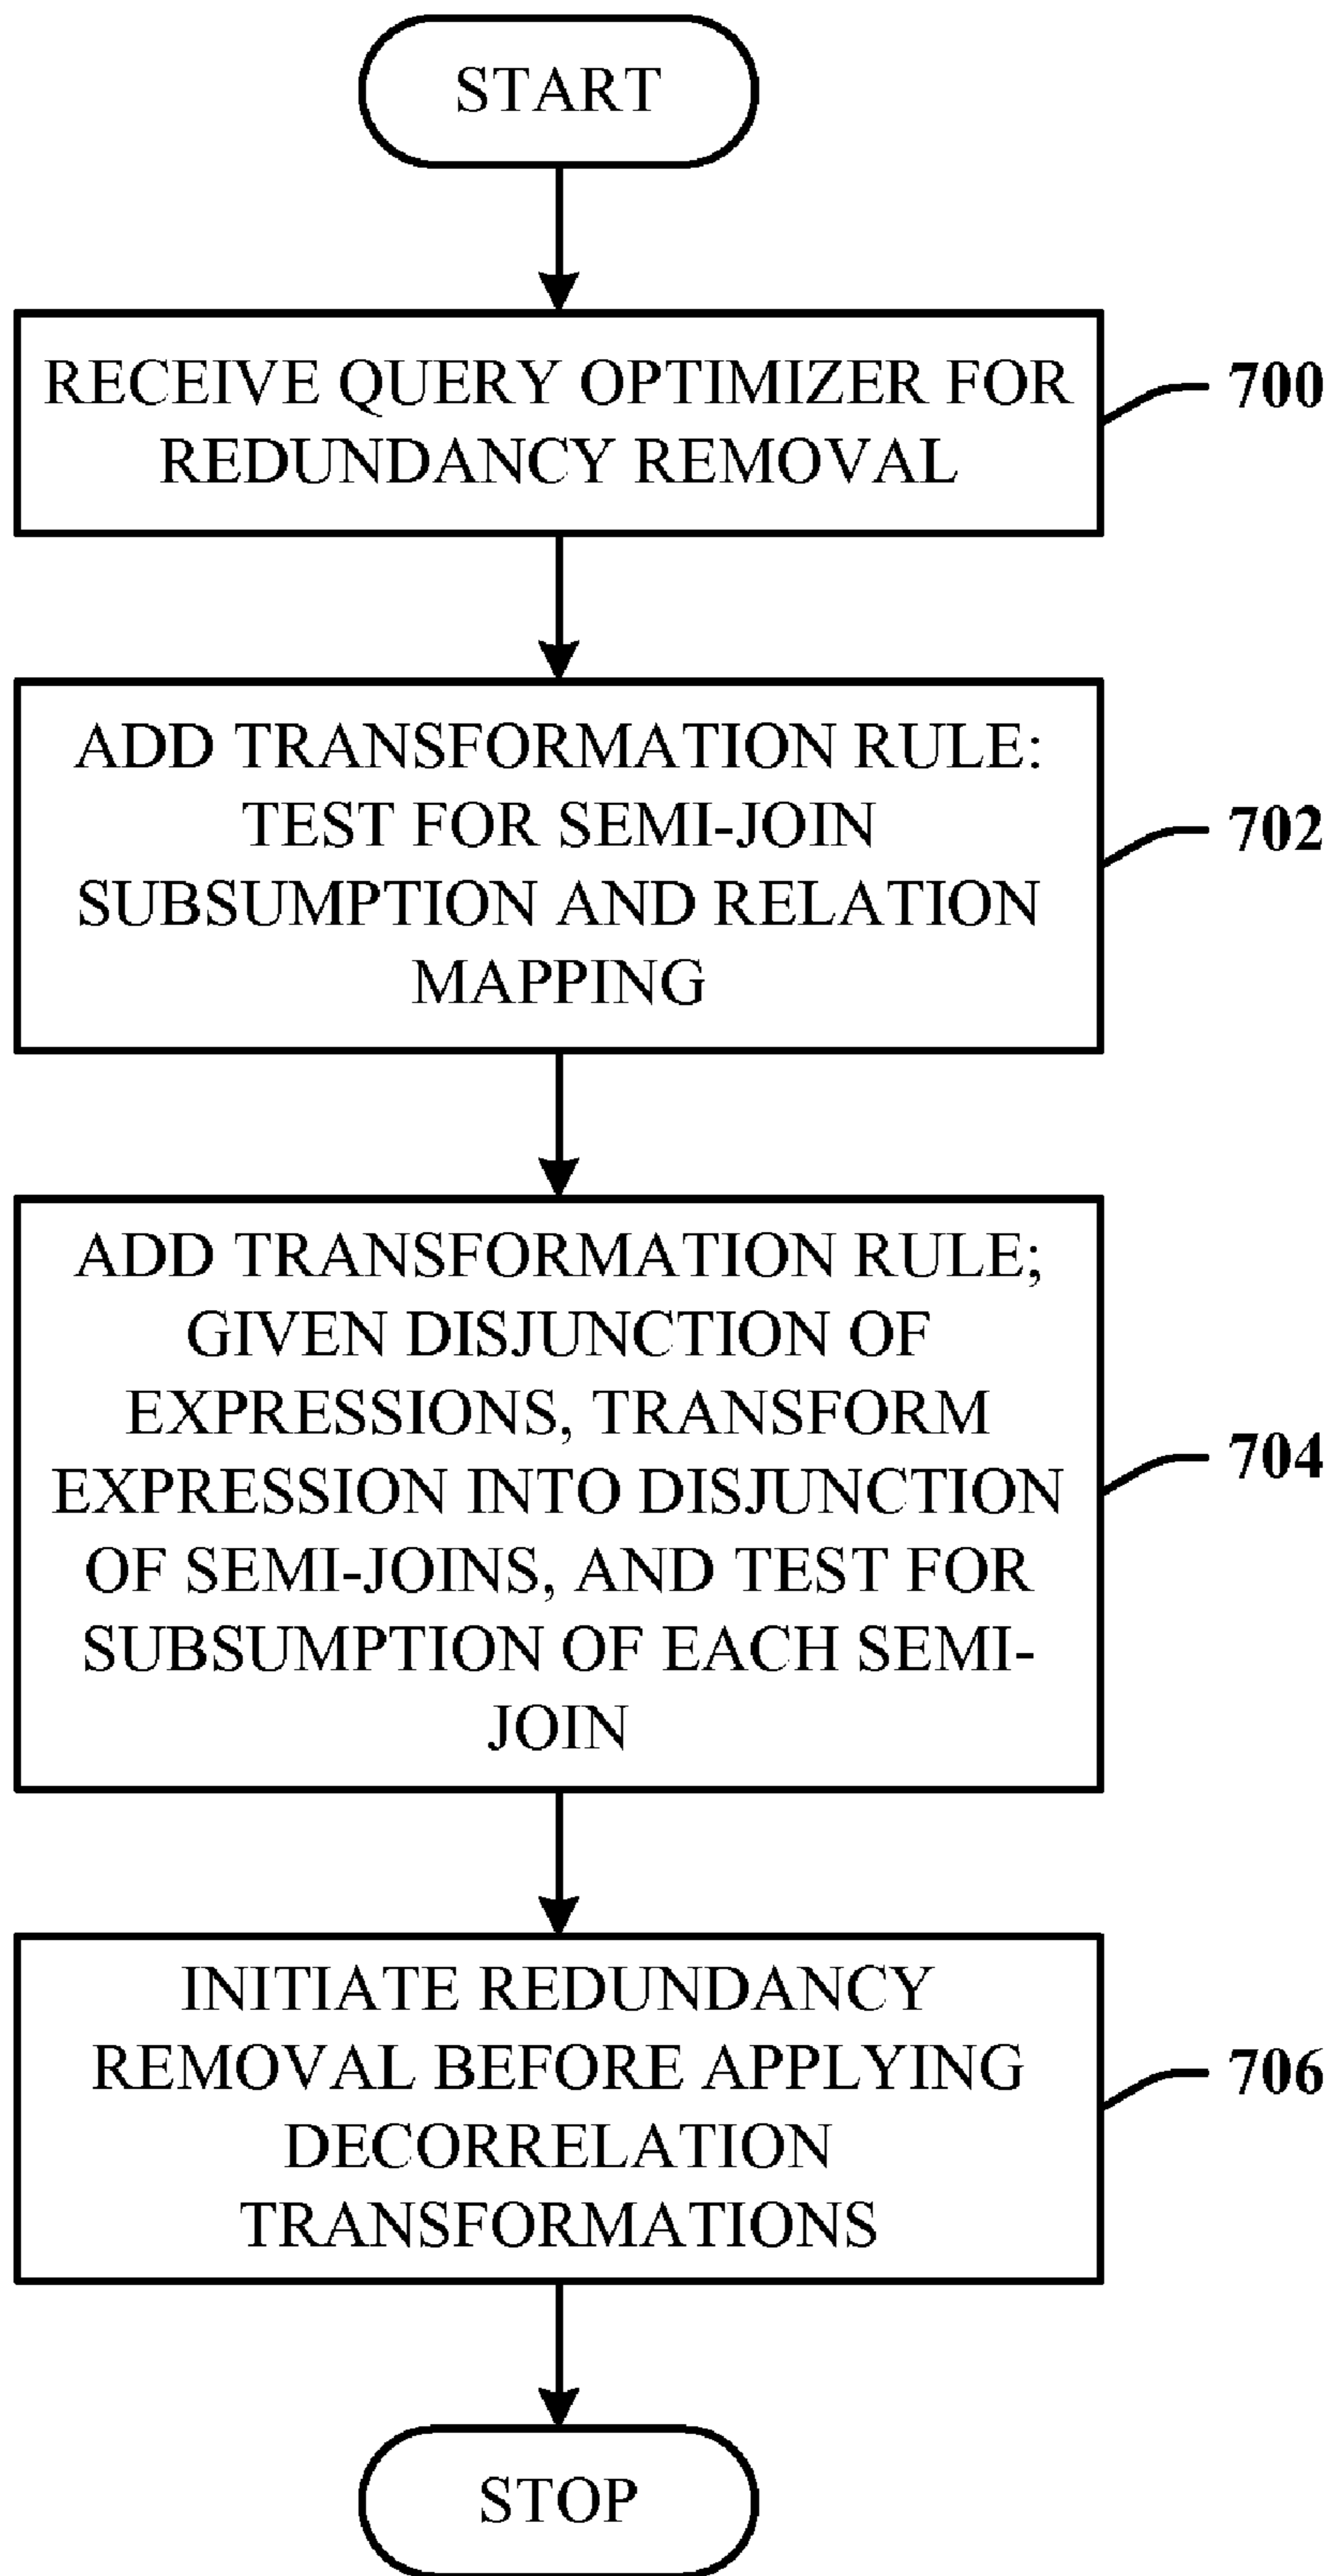 START
RECEIVE QUERY OPTIMIZER FOR
REDUNDANCY REMOVAL
700
ADD TRANSFORMATION RULE:
TEST FOR SEMI-JOIN
SUBSUMPTION AND RELATION
MAPPING
702
ADD TRANSFORMATION RULE;
GIVEN DISJUNCTION OF
EXPRESSIONS, TRANSFORM
EXPRESSION INTO DISJUNCTION
OF SEMI-JOINS, AND TEST FOR
SUBSUMPTION OF EACH SEMI-
JOIN
704
INITIATE REDUNDANCY
REMOVAL BEFORE APPLYING
DECORRELATION
TRANSFORMATIONS
706
STOP